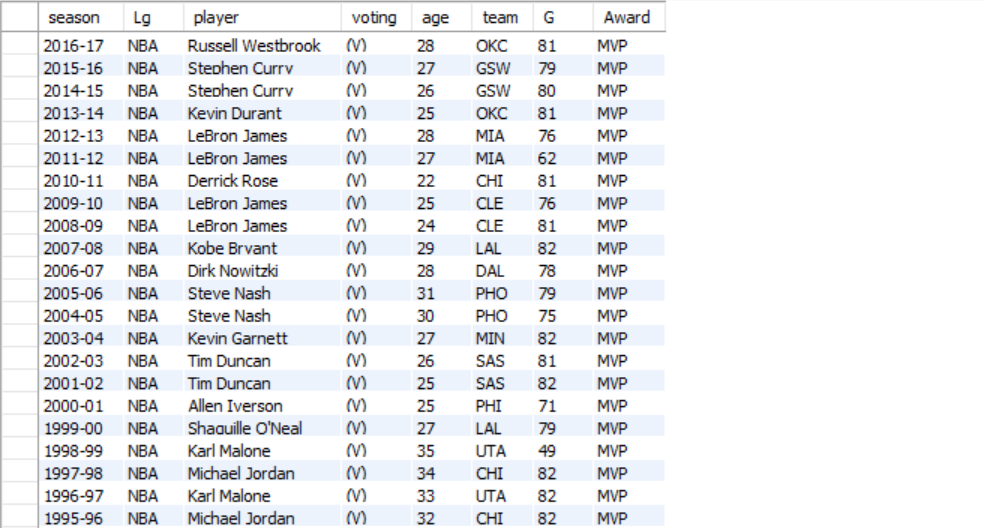 season Lg player voting age team G Award
2016-17 NBA Russell Westbrook (V) 28 OKC 81 MVP
2015-16 NBA Stephen Curry (V) 27 GSW 79 MVP
2014-15 NBA Stephen Curry (V) 26 GSW 80 MVP
2013-14 NBA Kevin Durant (V) 25 OKC 81 MVP
2012-13 NBA LeBron James (V) 28 MIA 76 MVP
2011-12 NBA LeBron James (V) 27 MIA 62 MVP
2010-11 NBA Derrick Rose (V) 22 CHI 81 MVP
2009-10 NBA LeBron James (V) 25 CLE 76 MVP
2008-09 NBA LeBron James (V) 24 CLE 81 MVP
2007-08 NBA Kobe Bryant (V) 29 LAL 82 MVP
2006-07 NBA Dirk Nowitzki (V) 28 DAL 78 MVP
2005-06 NBA Steve Nash (V) 31 PHO 79 MVP
2004-05 NBA Steve Nash (V) 30 PHO 75 MVP
2003-04 NBA Kevin Garnett (V) 27 MIN 82 MVP
2002-03 NBA Tim Duncan (V) 26 SAS 81 MVP
2001-02 NBA Tim Duncan (V) 25 SAS 82 MVP
2000-01 NBA Allen Iverson (V) 25 PHI 71 MVP
1999-00 NBA Shaquille O'Neal (V) 27 LAL 79 MVP
1998-99 NBA Karl Malone (V) 35 UTA 49 MVP
1997-98 NBA Michael Jordan (V) 34 CHI 82 MVP
1996-97 NBA Karl Malone (V) 33 UTA 82 MVP
1995-96 NBA Michael Jordan (V) 32 CHI 82 MVP